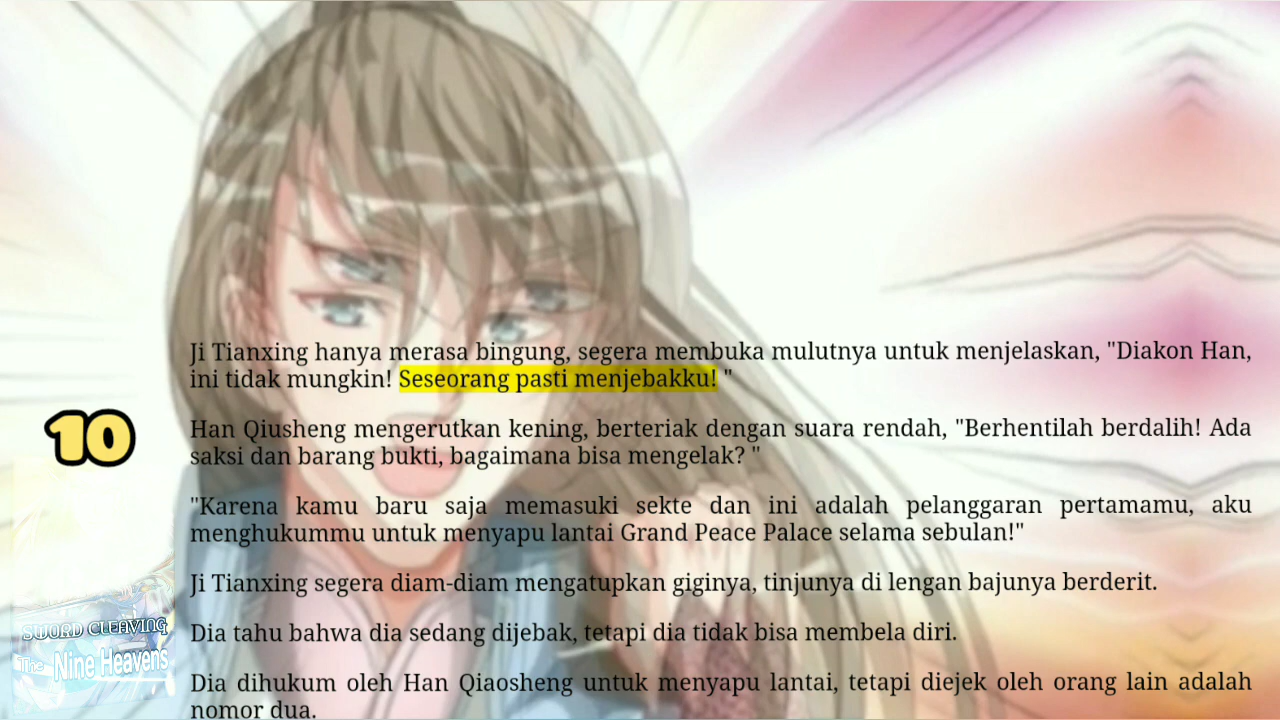 Ji Tianxing hanya merasa bingung, segera membuka mulutnya untuk menjelaskan, "Diakon Han,
ini tidak mungkin! Seseorang pasti menjebakku! "
Han Qiusheng mengerutkan kening, berteriak dengan suara rendah, "Berhentilah berdalih! Ada
saksi dan barang bukti, bagaimana bisa mengelak? "
"Karena kamu baru saja memasuki sekte dan ini adalah pelanggaran pertamamu, aku
menghukummu untuk menyapu lantai Grand Peace Palace selama sebulan!"
Ji Tianxing segera diam-diam mengatupkan giginya, tinjunya di lengan bajunya berderit.
Dia tahu bahwa dia sedang dijebak, tetapi dia tidak bisa membela diri.
Dia dihukum oleh Han Qiaosheng untuk menyapu lantai, tetapi diejek oleh orang lain adalah
nomor dua.
10
SWORD CLEAVING
The Nine Heavens